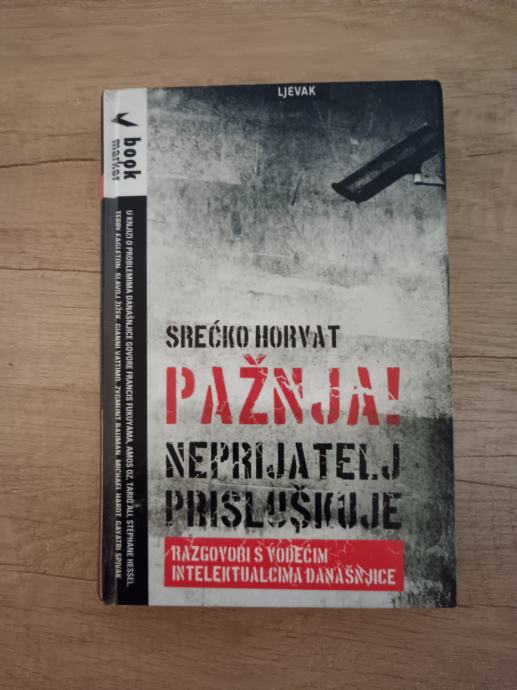 LJEVAK
book
marker
U KNJIZI O PROBLEMIMA DANAŠNJICE GOVORE FRANCIS FUKUYAMA, AMOS OZ, TARIQ ALI, STÉPHANE HESSEL,
TERRY EAGLETON, SLAVOJ ŽIŽEK, GIANNI VATTIMO, ZYGMUNT BAUMAN, MICHAEL HARDT, GAYATRI SPIVAK
SREĆKO HORVAT
PAŽNJA!
NEPRIJATELJ
PRISLUŠKUJE
RAZGOVORI S VODEĆIM
INTELEKTUALCIMA DANAŠNJICE